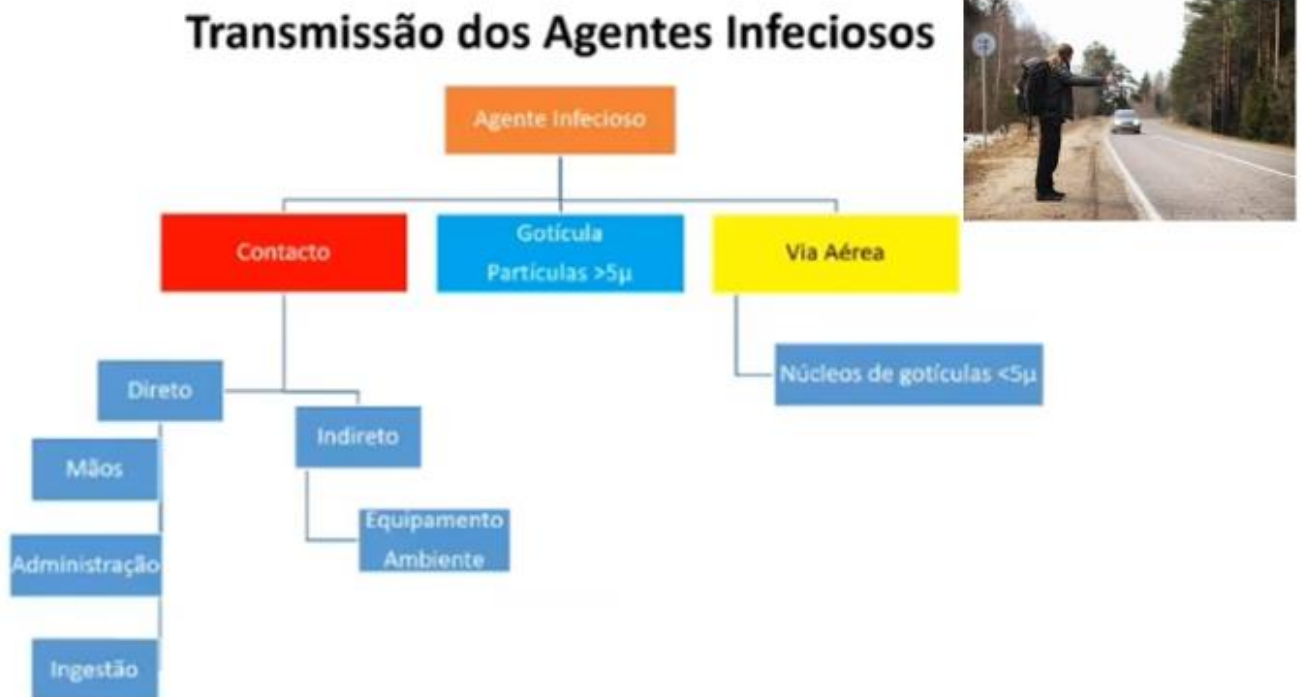 Transmissão dos Agentes Infeciosos
Agente Infecioso
Contacto
Gotícula
Partículas >5µ
Via Aérea
Núcleos de gotículas <5µ
Direto
Indireto
Mãos
Equipamento
Ambiente
Administração
Ingestão